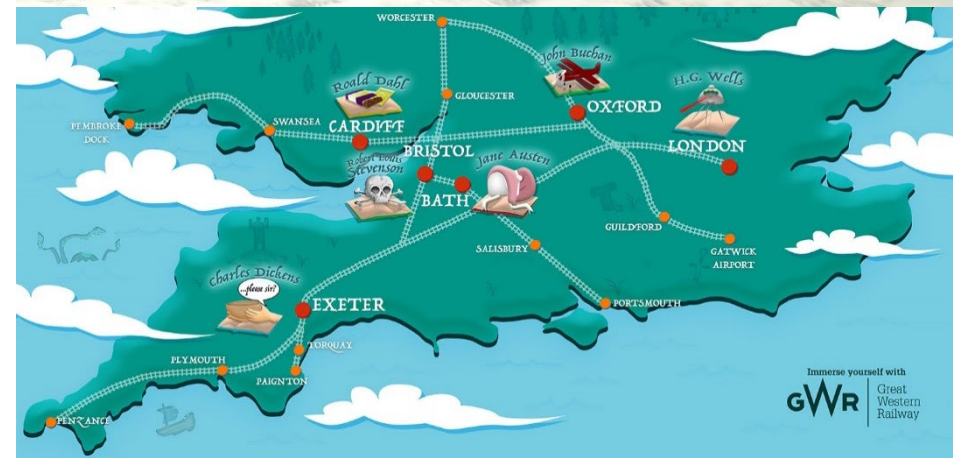 WORCESTER
John Buchan
H.G. Wells
Roald Dahl
GLOUCESTER
OXFORD
PEMBROKE
DOCK
SWANSEA
CARDIFF
BRISTOL
LONDON
Robert Louis
Stevenson
Jane Austen
BATH
GUILDFORD
SALISBURY
GATWICK
AIRPORT
Charles Dickens
...please sir?
EXETER
PORTSMOUTH
TORQUAY
PLYMOUTH
PAIGNTON
PENZANCE
Immerse yourself with
GWR
Great
Western
Railway